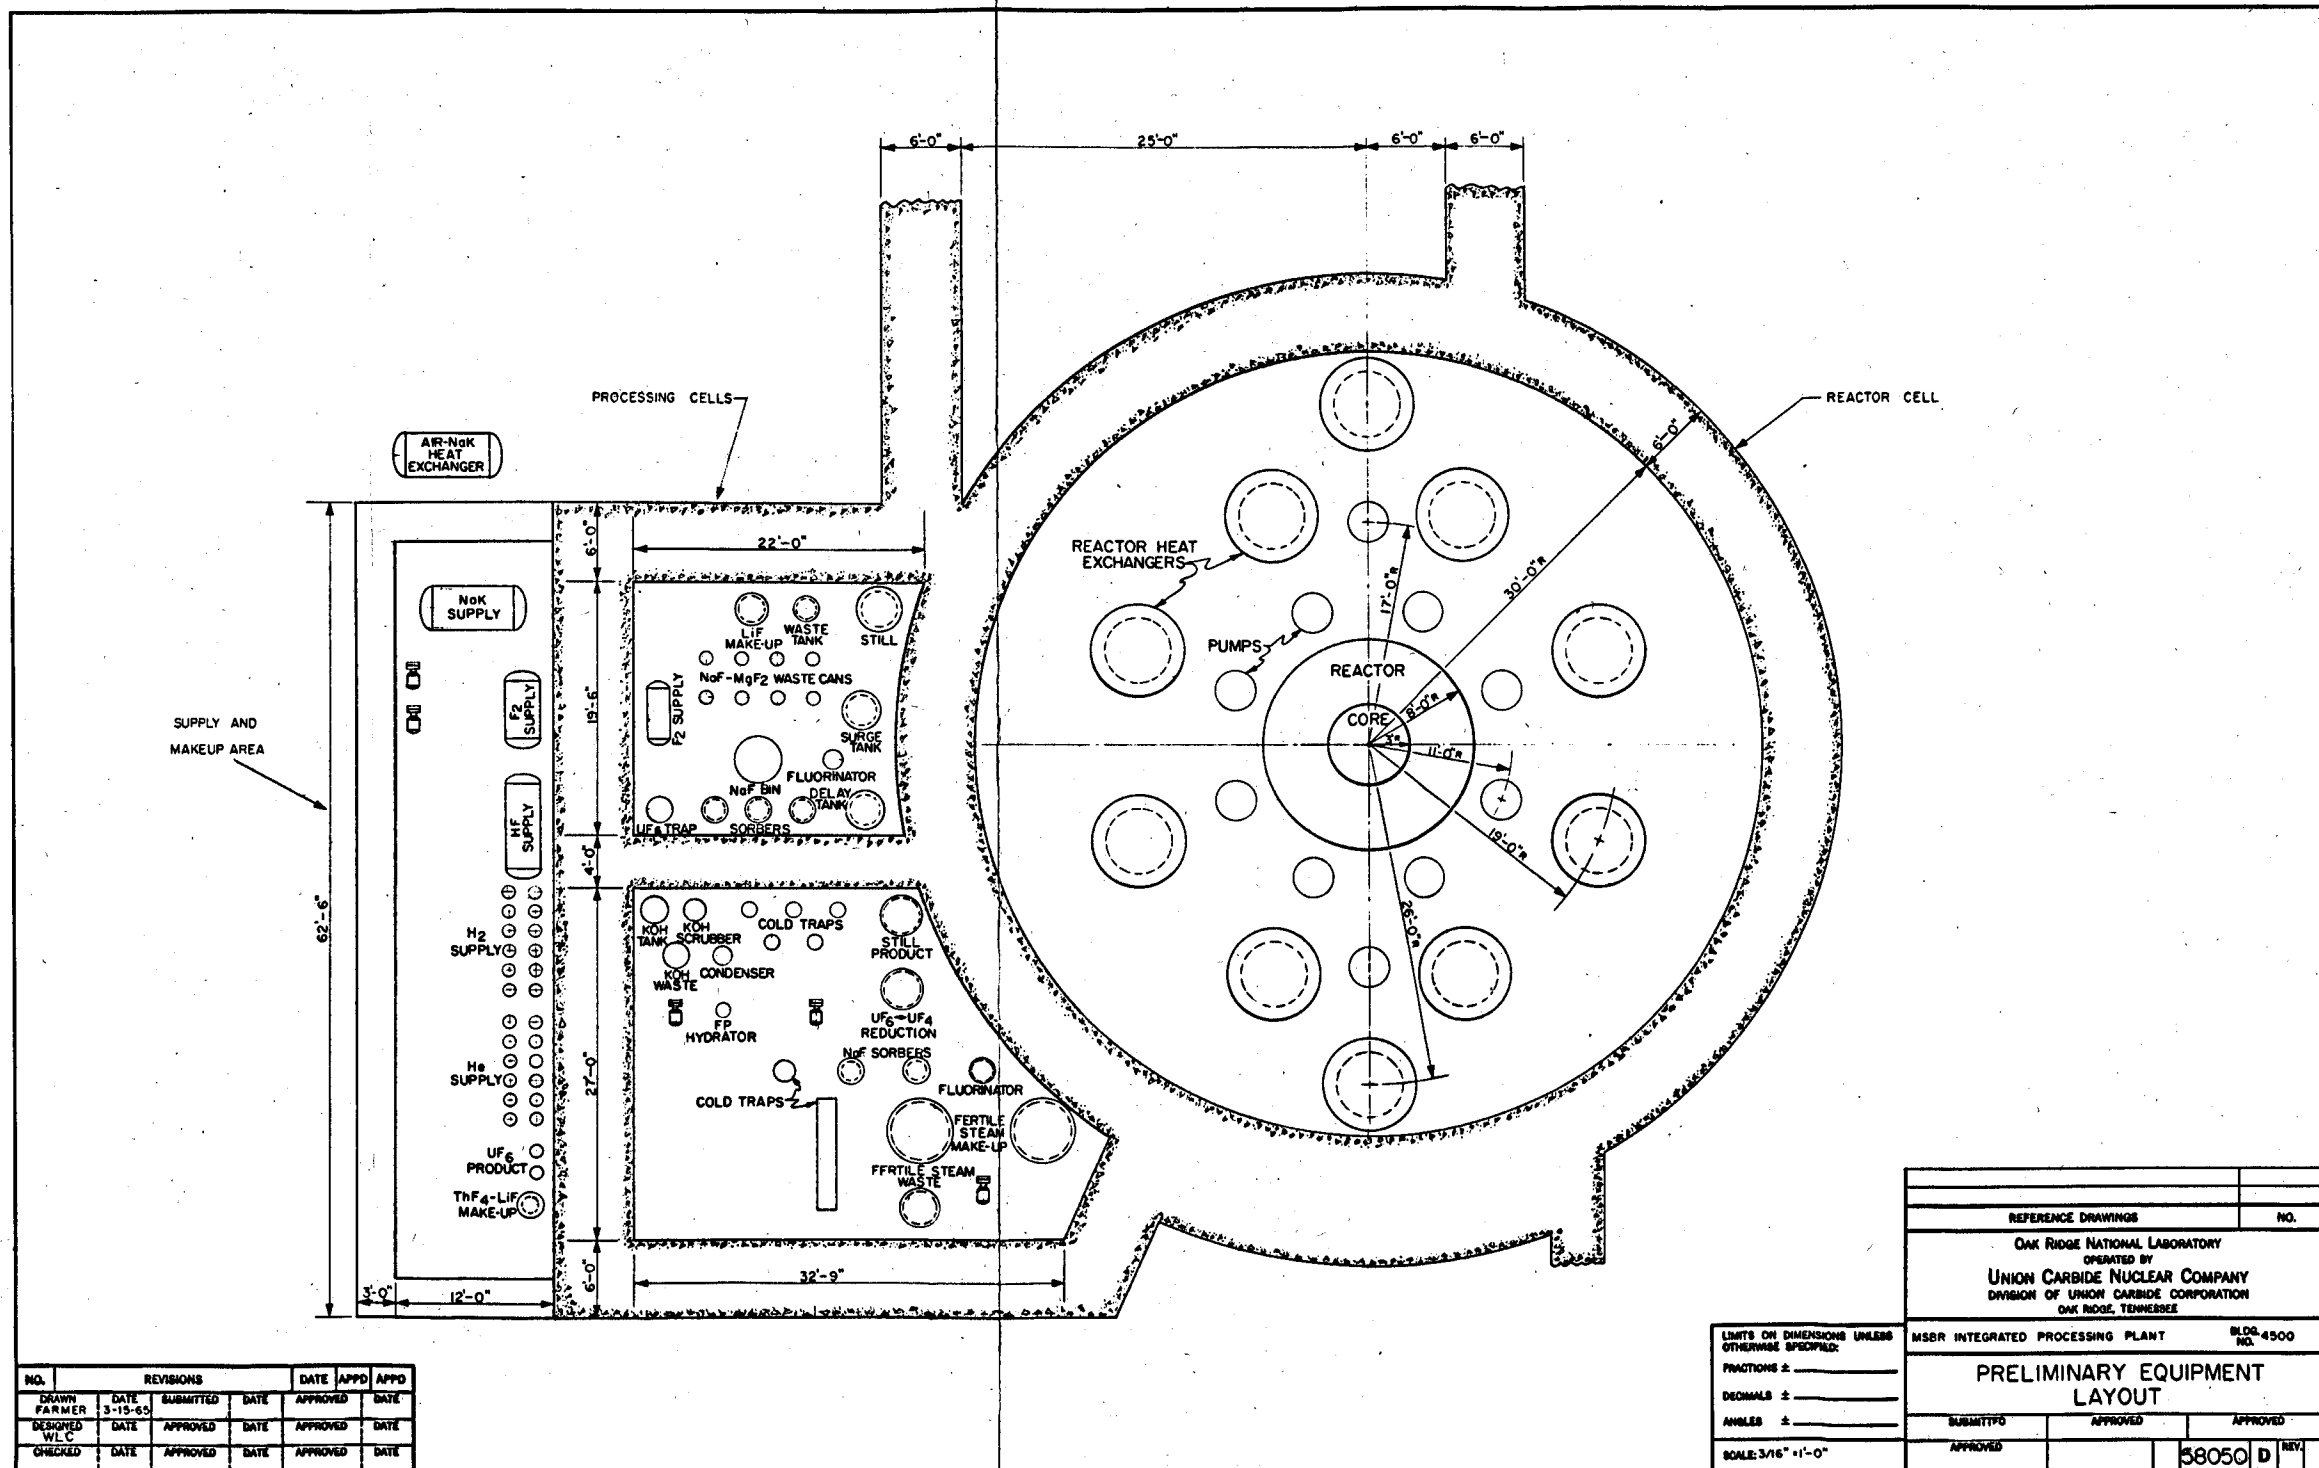 6'-0"
25'-0"
6'-0"
6'-0"
PROCESSING CELLS
REACTOR CELL
AIR-NaK
HEAT
EXCHANGER
6'-0"
6'-0"
22'-0"
REACTOR HEAT
EXCHANGERS
17'-0"R
30'-0"R
NaK
SUPPLY
LiF
MAKE-UP
WASTE
TANK
STILL
PUMPS
REACTOR
NaF-MgF2 WASTE CANS
F2
SUPPLY
F2 SUPPLY
19'-6"
SURGE
TANK
8'-0"R
CORE
3'R
11-0"R
SUPPLY AND
MAKEUP AREA
FLUORINATOR
NaF BIN
DELAY
TANK
HF
SUPPLY
UF6 TRAP
SORBERS
4'-0"
19'-0"R
62'-6"
KOH
TANK
KOH
SCRUBBER
COLD TRAPS
STILL
PRODUCT
26'-0"R
H2
SUPPLY
KOH
WASTE
CONDENSER
FP
HYDRATOR
UF6→UF4
REDUCTION
27'-0"
He
SUPPLY
NaF SORBERS
FLUORINATOR
COLD TRAPS
FERTILE
STEAM
MAKE-UP
UF6
PRODUCT
FERTILE STEAM
WASTE
ThF4-LiF
MAKE-UP
32'-9"
6'-0"
3'-0"
12'-0"
REFERENCE DRAWINGS NO.
OAK RIDGE NATIONAL LABORATORY
OPERATED BY
UNION CARBIDE NUCLEAR COMPANY
DIVISION OF UNION CARBIDE CORPORATION
OAK RIDGE, TENNESSEE
LIMITS ON DIMENSIONS UNLESS
OTHERWISE SPECIFIED:
FRACTIONS ±
DECIMALS ±
ANGLES ±
SCALE: 3/16" = 1'-0"
MSBR INTEGRATED PROCESSING PLANT BLDG. NO. 4500
PRELIMINARY EQUIPMENT
LAYOUT
SUBMITTED APPROVED APPROVED
APPROVED 58050 D REV.
NO. REVISIONS DATE APPD APPD
DRAWN DATE SUBMITTED DATE APPROVED DATE
FARMER 3-15-65
DESIGNED DATE APPROVED DATE APPROVED DATE
WLC
CHECKED DATE APPROVED DATE APPROVED DATE